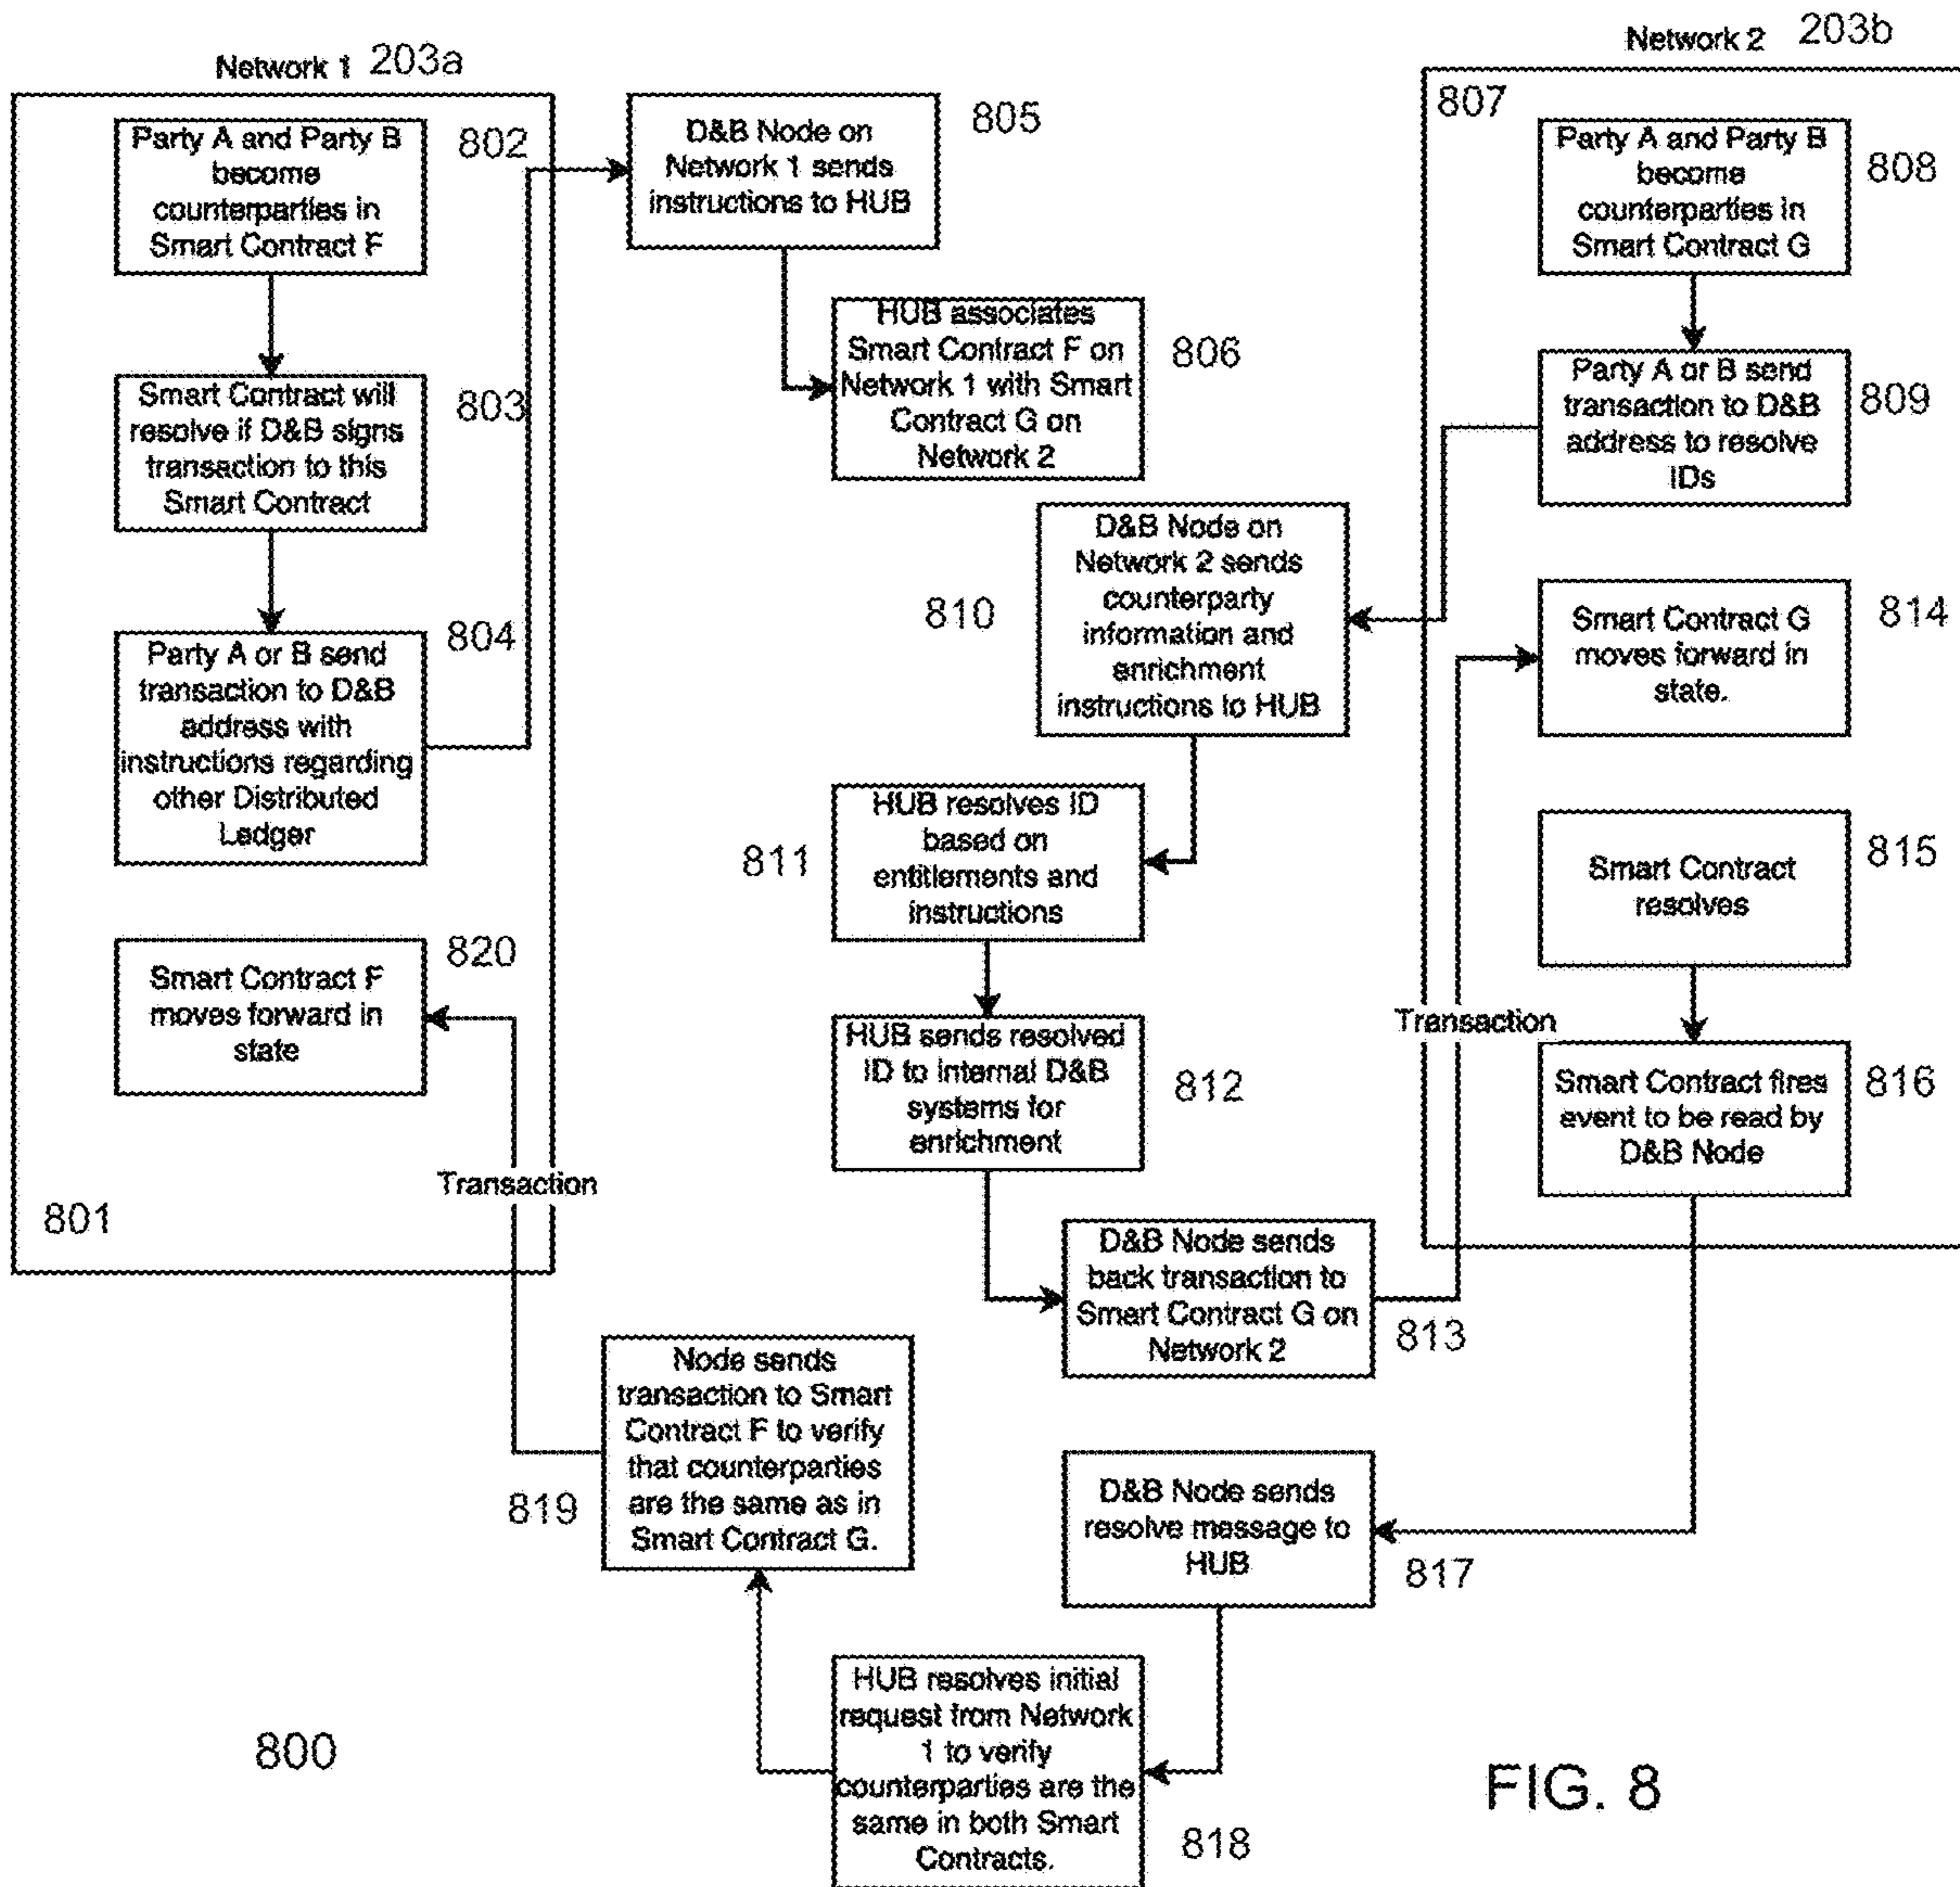 Network 1 203a
Network 2 203b
801
Party A and Party B
become
counterparties in
Smart Contract F
802
Smart Contract will
resolve if D&B signs
transaction to this
Smart Contract
803
Party A or B send
transaction to D&B
address with
instructions regarding
other Distributed
Ledger
804
D&B Node on
Network 1 sends
instructions to HUB
805
HUB associates
Smart Contract F on
Network 1 with Smart
Contract G on
Network 2
806
807
Party A and Party B
become
counterparties in
Smart Contract G
808
Party A or B send
transaction to D&B
address to resolve
IDs
809
D&B Node on
Network 2 sends
counterparty
information and
enrichment
instructions to HUB
810
HUB resolves ID
based on
entitlements and
instructions
811
HUB sends resolved
ID to internal D&B
systems for
enrichment
812
D&B Node sends
back transaction to
Smart Contract G on
Network 2
813
Transaction
Smart Contract G
moves forward in
state.
814
Smart Contract
resolves
815
Smart Contract fires
event to be read by
D&B Node
816
D&B Node sends
resolve message to
HUB
817
HUB resolves initial
request from Network
1 to verify
counterparties are the
same in both Smart
Contracts.
818
Node sends
transaction to Smart
Contract F to verify
that counterparties
are the same as in
Smart Contract G.
819
Transaction
Smart Contract F
moves forward in
state
820
800
FIG. 8